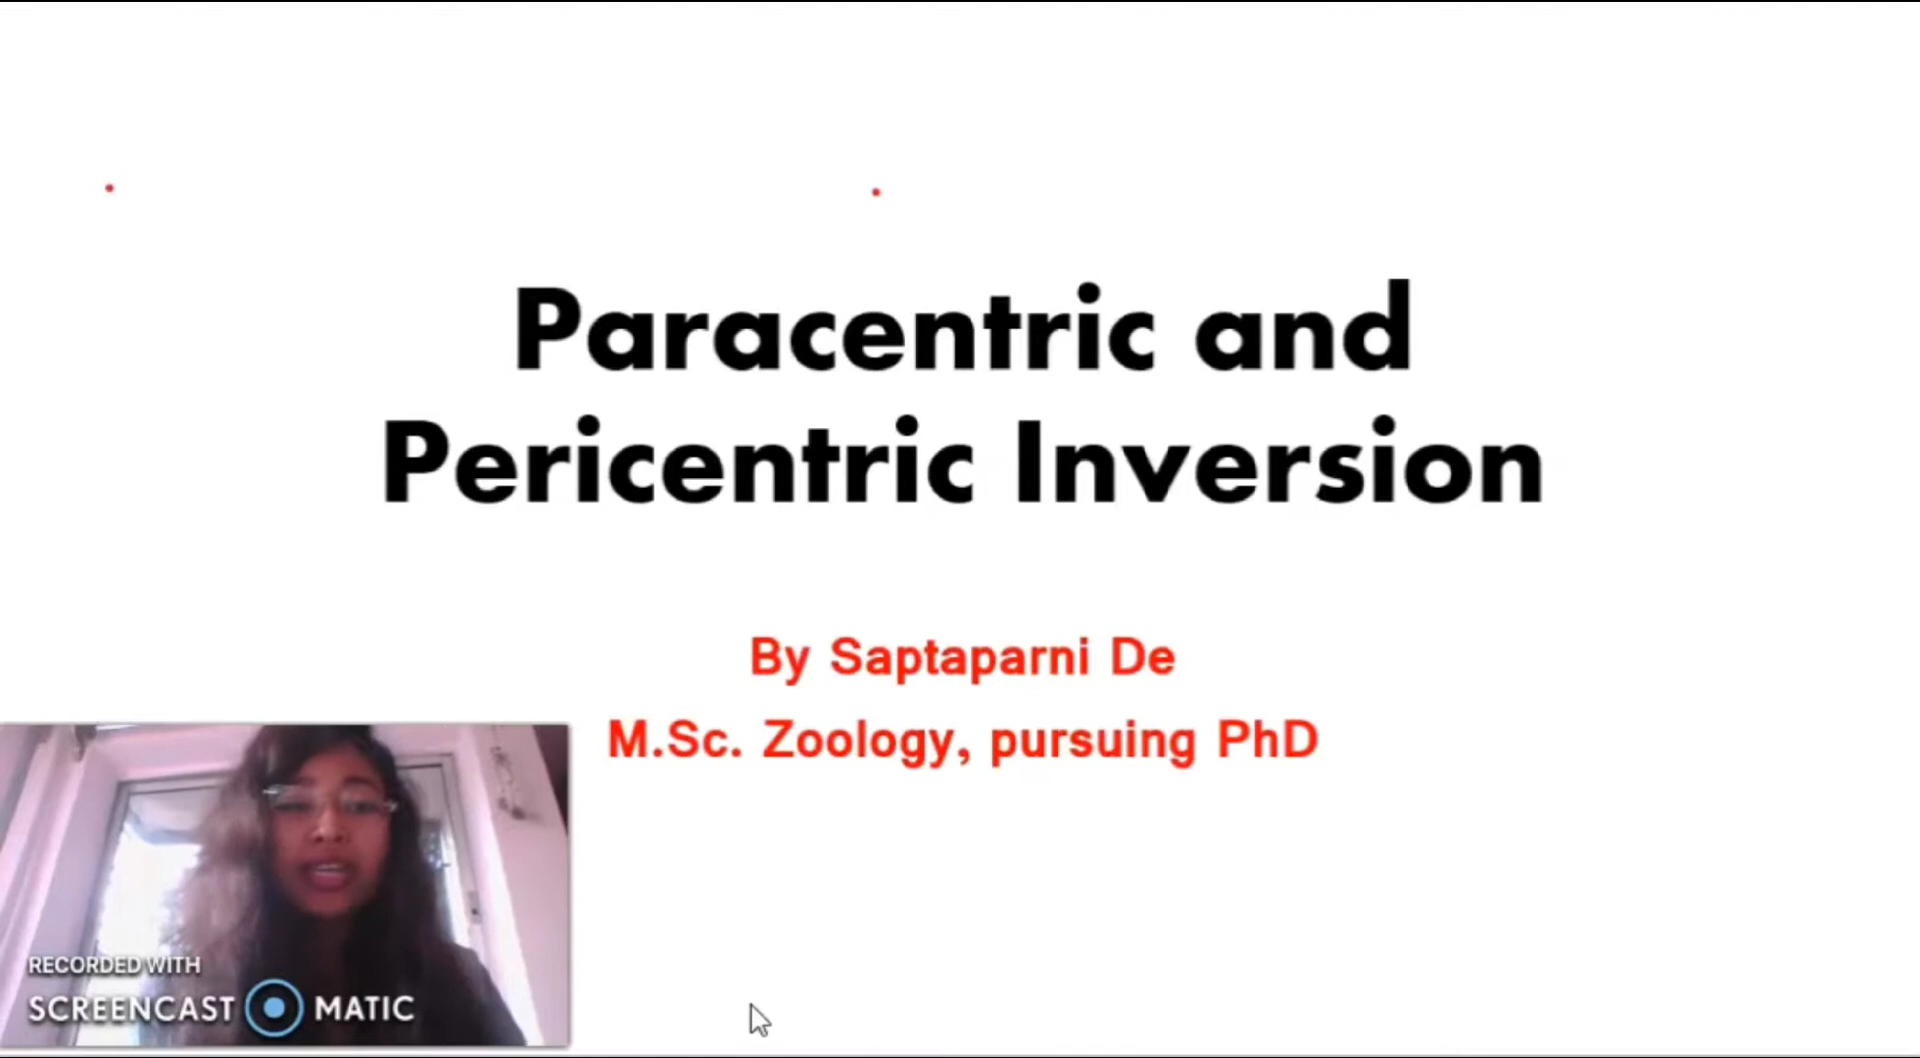 Paracentric and
Pericentric Inversion
By Saptaparni De
M.Sc. Zoology, pursuing PhD
RECORDED WITH
SCREENCAST MATIC